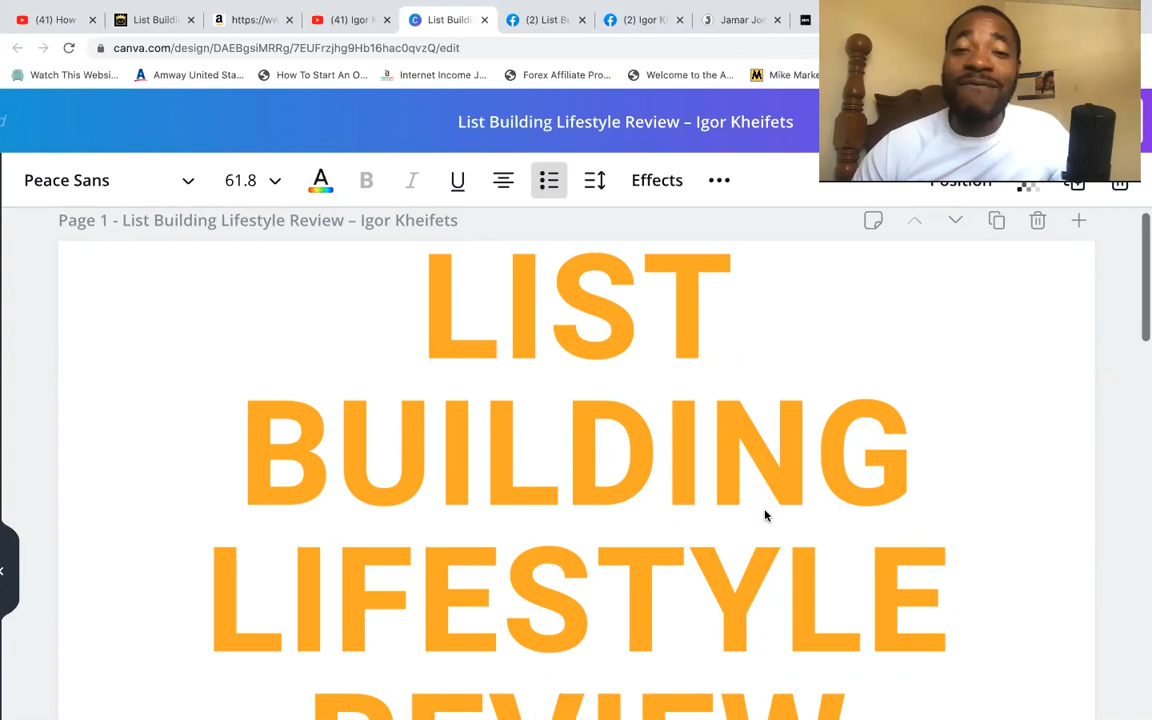 (41) How
List Buildi
https://ww
(41) Igor K
List Buildi
(2) List Bu
(2) Igor Kh
Jamar Jon
canva.com/design/DAEBgsiMRRg/7EUFrzjhg9Hb16hac0qvzQ/edit
Watch This Websi...
Amway United Sta...
How To Start An O...
Internet Income J...
Forex Affiliate Pro...
Welcome to the A...
Mike Marke
List Building Lifestyle Review – Igor Kheifets
Peace Sans
61.8
A
B
I
U
Effects
Position
Page 1 - List Building Lifestyle Review – Igor Kheifets
LIST
BUILDING
LIFESTYLE
REVIEW